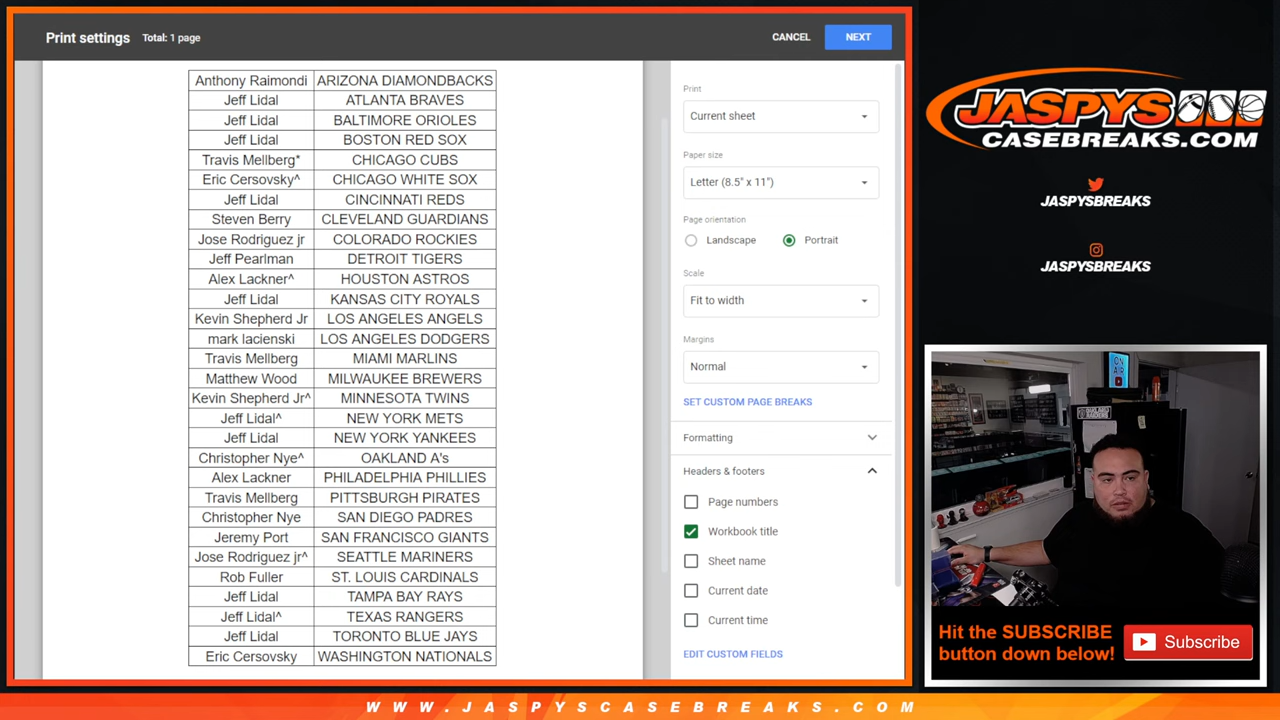 Print settings Total: 1 page CANCEL NEXT
Anthony Raimondi ARIZONA DIAMONDBACKS
Jeff Lidal ATLANTA BRAVES
Jeff Lidal BALTIMORE ORIOLES
Jeff Lidal BOSTON RED SOX
Travis Mellberg* CHICAGO CUBS
Eric Cersovsky^ CHICAGO WHITE SOX
Jeff Lidal CINCINNATI REDS
Steven Berry CLEVELAND GUARDIANS
Jose Rodriguez jr COLORADO ROCKIES
Jeff Pearlman DETROIT TIGERS
Alex Lackner^ HOUSTON ASTROS
Jeff Lidal KANSAS CITY ROYALS
Kevin Shepherd Jr LOS ANGELES ANGELS
mark lacienski LOS ANGELES DODGERS
Travis Mellberg MIAMI MARLINS
Matthew Wood MILWAUKEE BREWERS
Kevin Shepherd Jr^ MINNESOTA TWINS
Jeff Lidal^ NEW YORK METS
Jeff Lidal NEW YORK YANKEES
Christopher Nye^ OAKLAND A's
Alex Lackner PHILADELPHIA PHILLIES
Travis Mellberg PITTSBURGH PIRATES
Christopher Nye SAN DIEGO PADRES
Jeremy Port SAN FRANCISCO GIANTS
Jose Rodriguez jr^ SEATTLE MARINERS
Rob Fuller ST. LOUIS CARDINALS
Jeff Lidal TAMPA BAY RAYS
Jeff Lidal^ TEXAS RANGERS
Jeff Lidal TORONTO BLUE JAYS
Eric Cersovsky WASHINGTON NATIONALS
Print
Current sheet
Paper size
Letter (8.5" x 11")
Page orientation
Landscape Portrait
Scale
Fit to width
Margins
Normal
SET CUSTOM PAGE BREAKS
Formatting
Headers & footers
Page numbers
Workbook title
Sheet name
Current date
Current time
EDIT CUSTOM FIELDS
JASPYS
CASEBREAKS.COM
JASPYSBREAKS
JASPYSBREAKS
ON
AIR
Hit the SUBSCRIBE
button down below!
Subscribe
WWW.JASPYSCASEBREAKS.COM